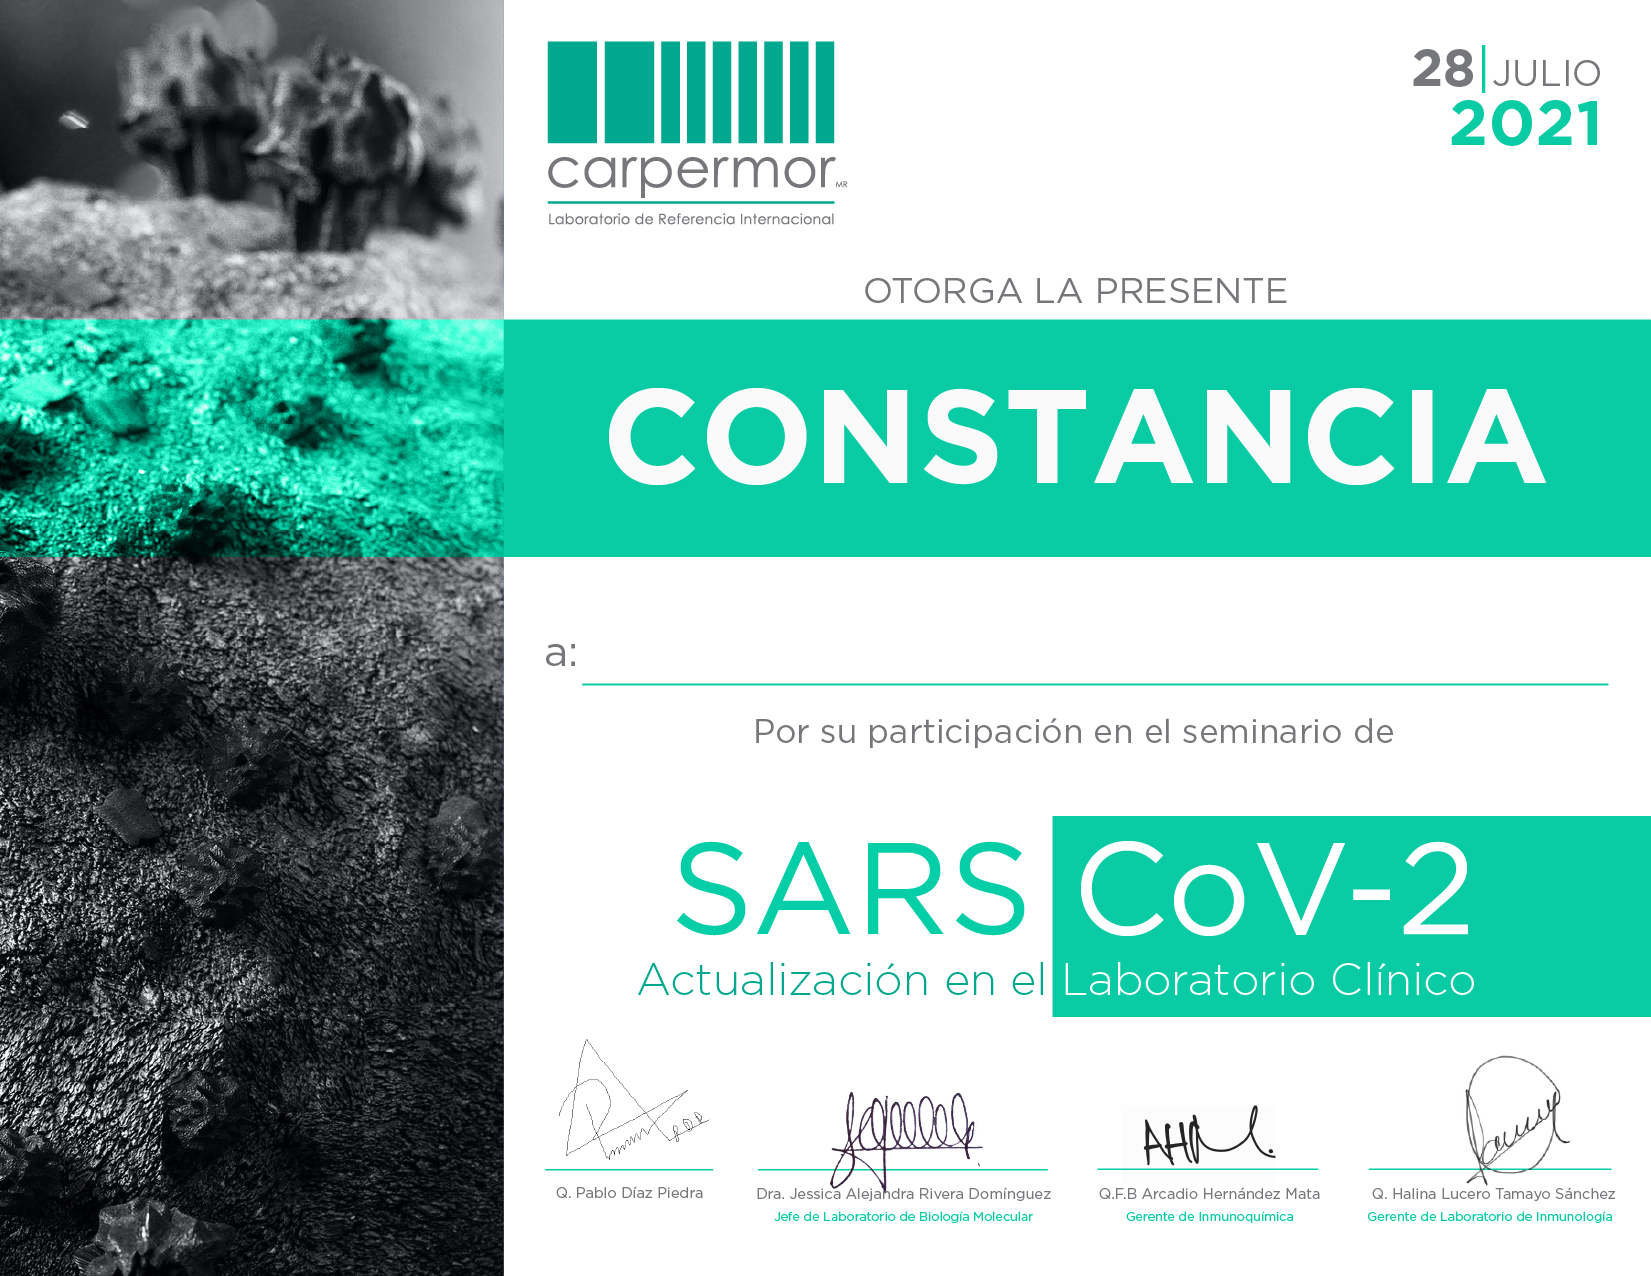 carpermor MR
Laboratorio de Referencia Internacional
28 JULIO
2021
OTORGA LA PRESENTE
CONSTANCIA
a:
Por su participación en el seminario de
SARS CoV-2
Actualización en el Laboratorio Clínico
Q. Pablo Díaz Piedra
Dra. Jessica Alejandra Rivera Domínguez
Jefe de Laboratorio de Biología Molecular
Q.F.B Arcadio Hernández Mata
Gerente de Inmunoquímica
Q. Halina Lucero Tamayo Sánchez
Gerente de Laboratorio de Inmunología